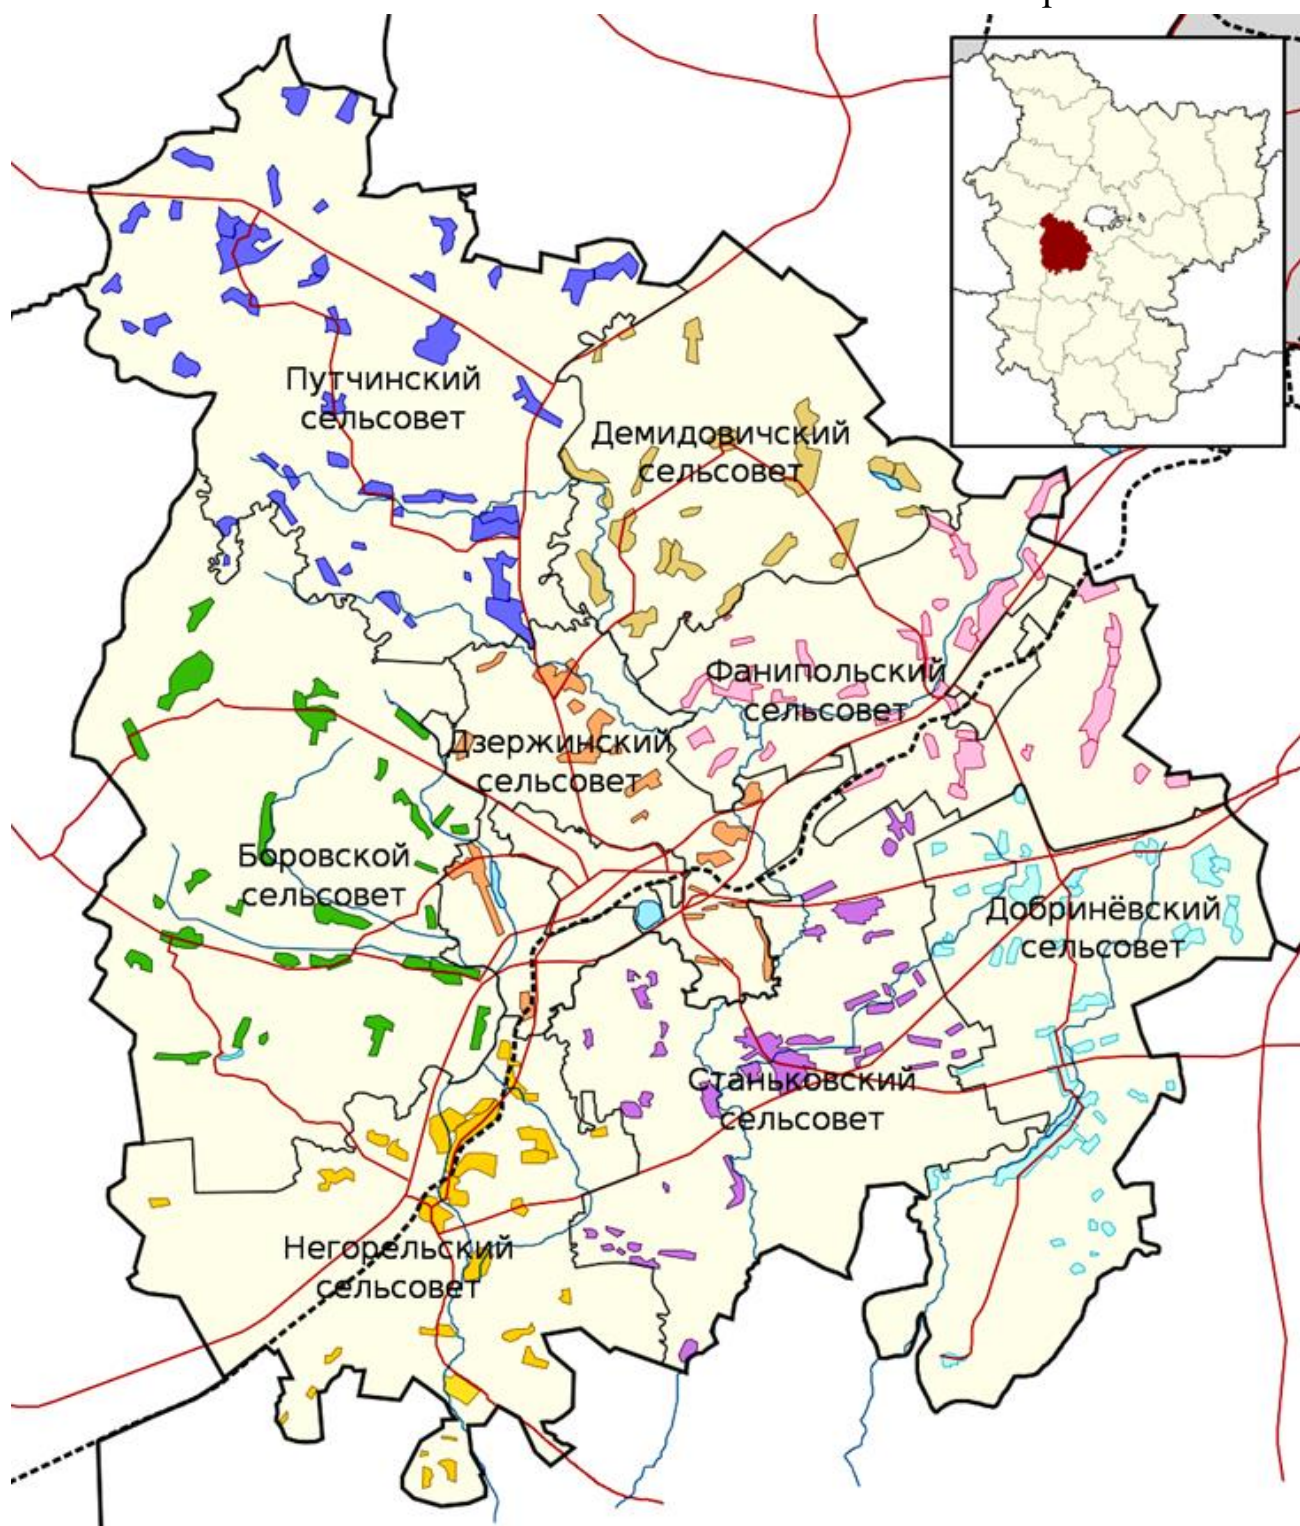 Путчинский
сельсовет
Демидовичский
сельсовет
Фанипольский
сельсовет
Дзержинский
сельсовет
Боровской
сельсовет
Добринёвский
сельсовет
Станьковский
сельсовет
Негорельский
сельсовет